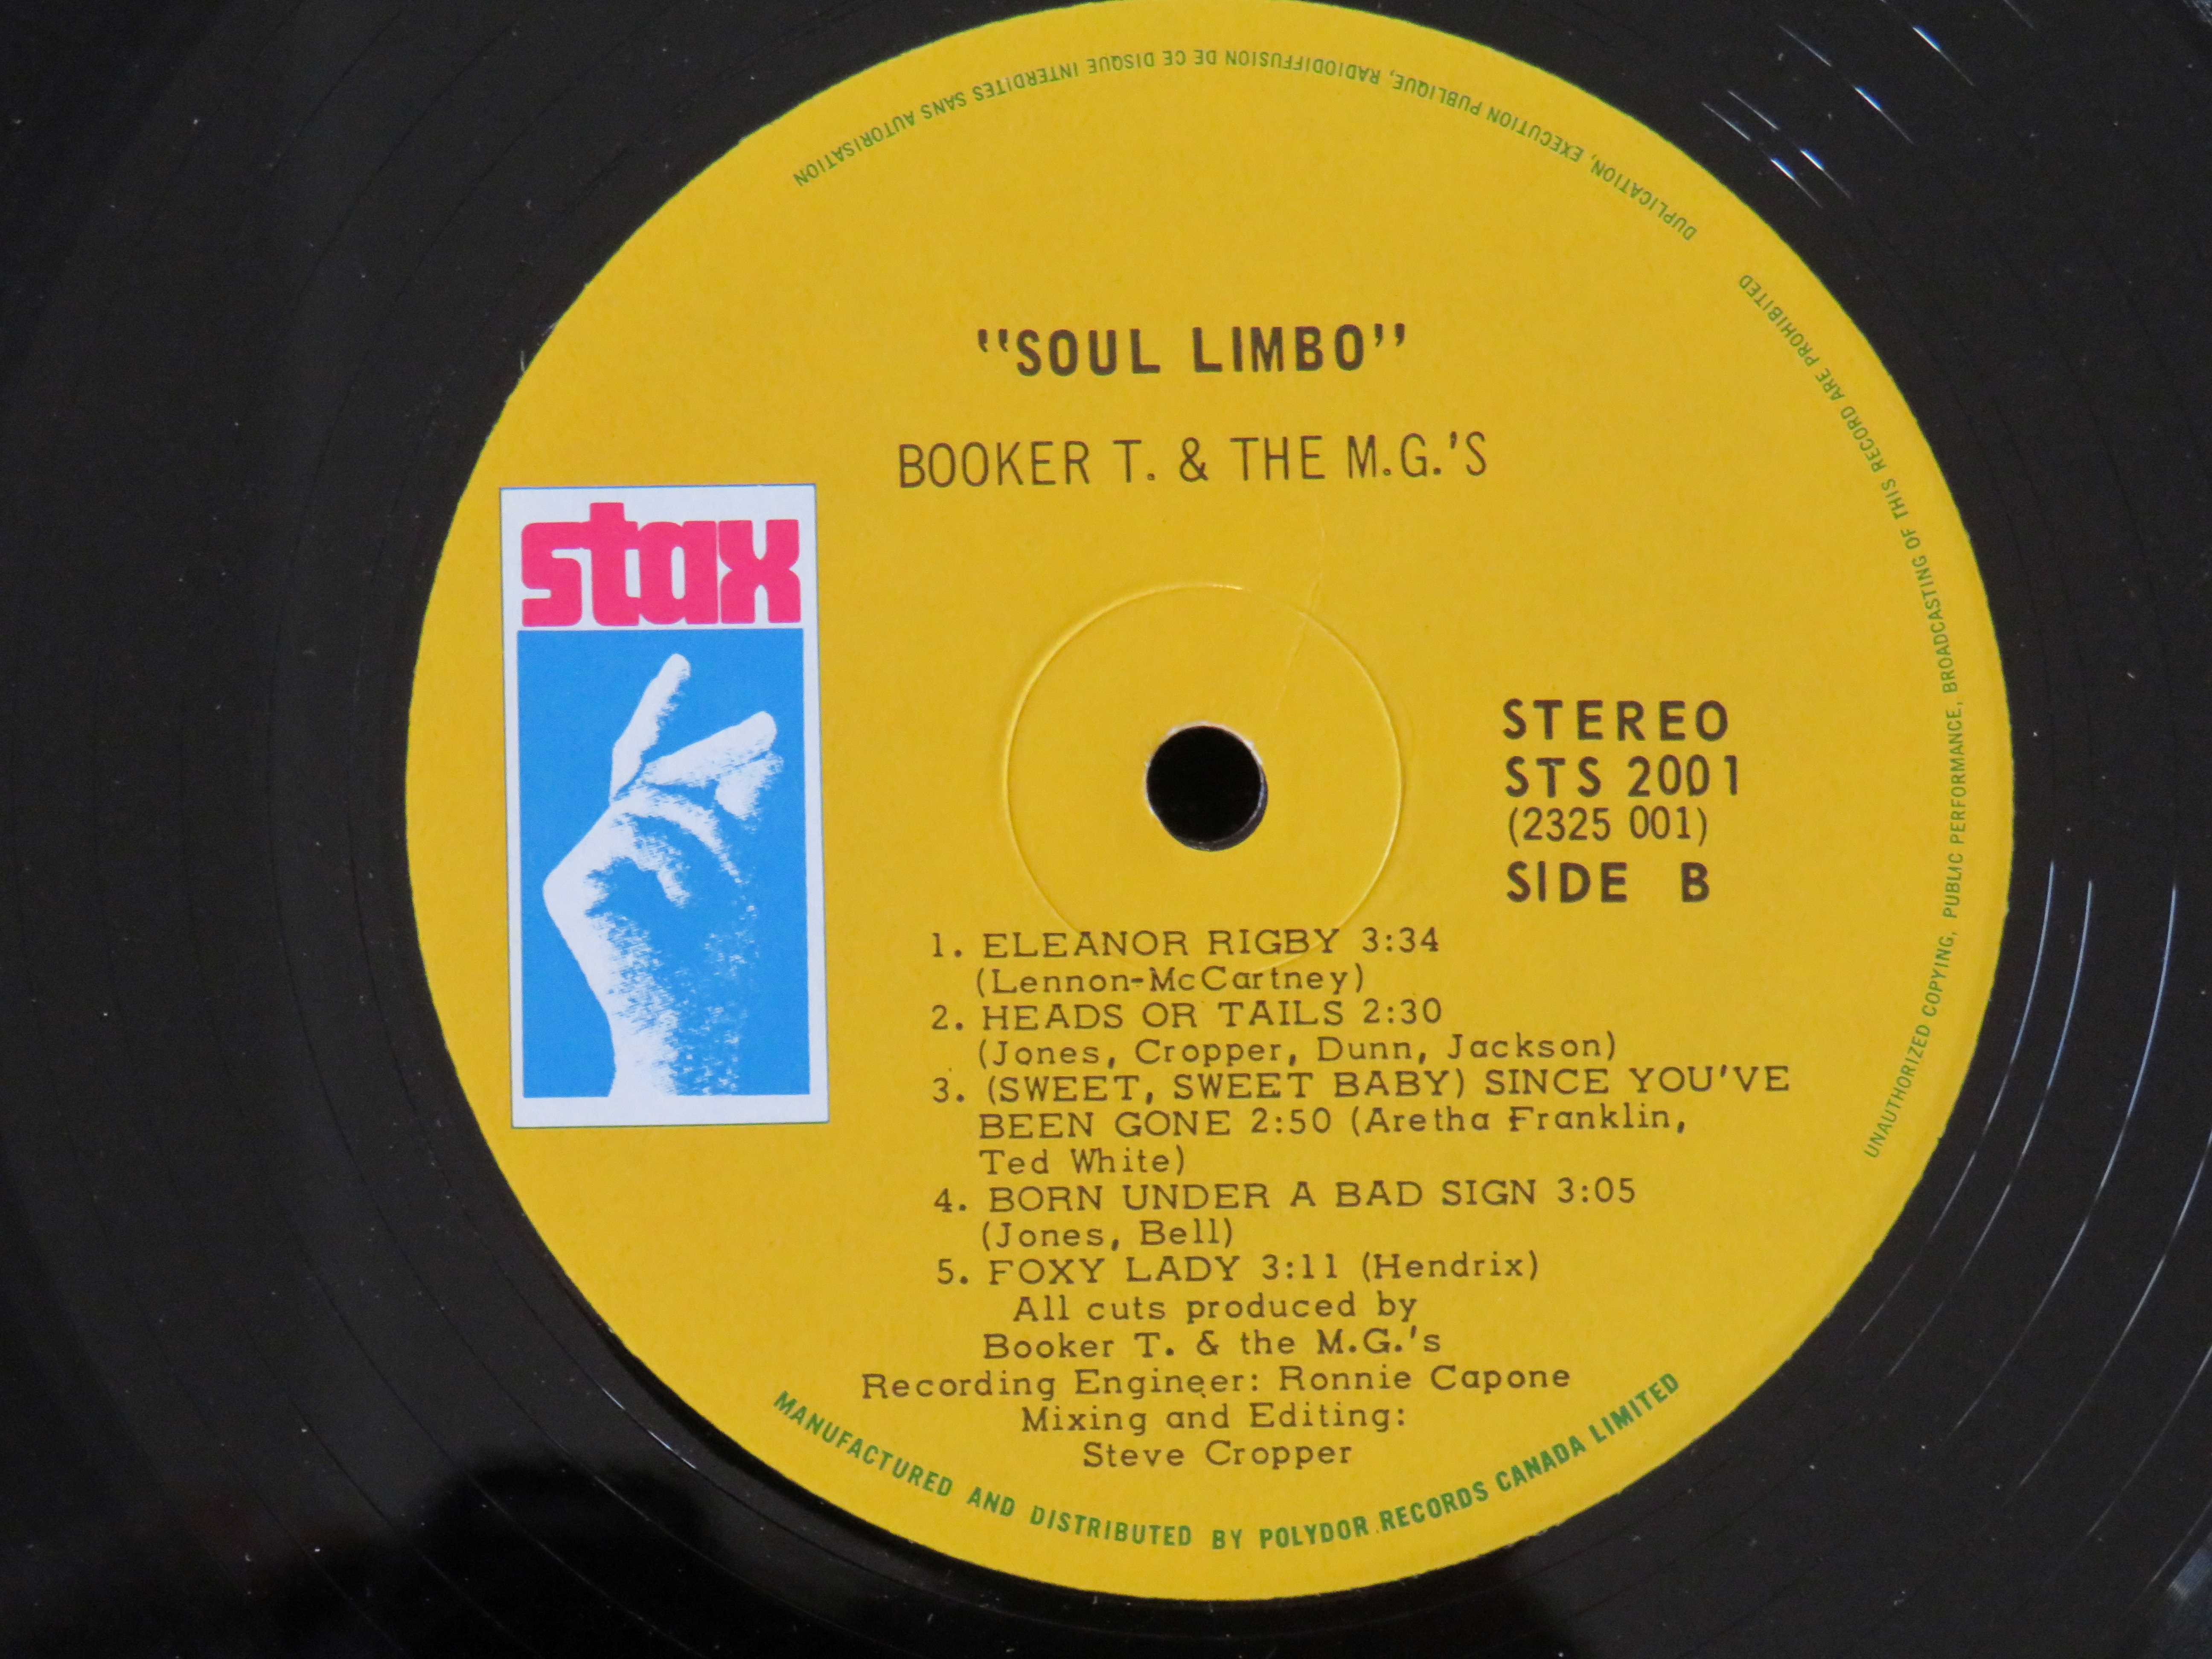 DUPLICATION, EXECUTION PUBLIQUE, RADIODIFFUSION DE CE DISQUE INTERDITES SANS AUTORISATION
"SOUL LIMBO"
BOOKER T. & THE M.G.'S
stax
STEREO
STS 2001
(2325 001)
SIDE B
1. ELEANOR RIGBY 3:34
(Lennon-McCartney)
2. HEADS OR TAILS 2:30
(Jones, Cropper, Dunn, Jackson)
3. (SWEET, SWEET BABY) SINCE YOU'VE
BEEN GONE 2:50 (Aretha Franklin,
Ted White)
4. BORN UNDER A BAD SIGN 3:05
(Jones, Bell)
5. FOXY LADY 3:11 (Hendrix)
All cuts produced by
Booker T. & the M.G.'s
Recording Engineer: Ronnie Capone
Mixing and Editing:
Steve Cropper
MANUFACTURED AND DISTRIBUTED BY POLYDOR RECORDS CANADA LIMITED
UNAUTHORIZED COPYING, PUBLIC PERFORMANCE, BROADCASTING OF THIS RECORD ARE PROHIBITED